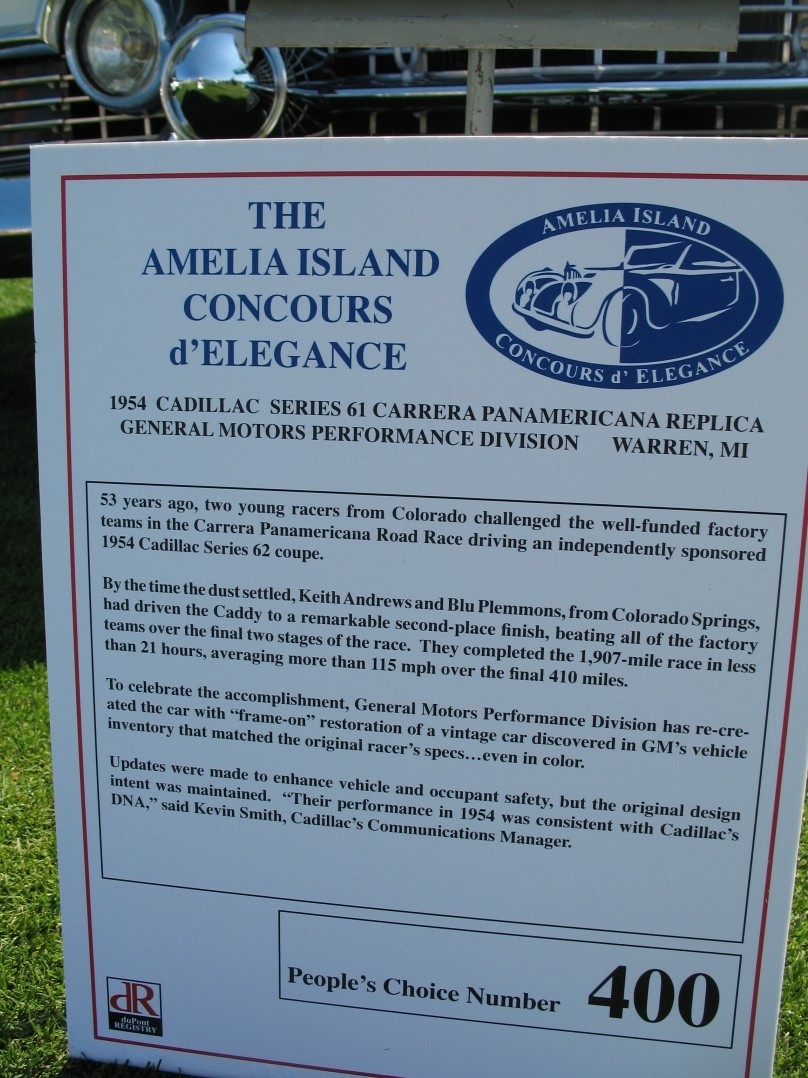 THE
AMELIA ISLAND
CONCOURS
d'ELEGANCE
AMELIA ISLAND
CONCOURS d' ELEGANCE
1954 CADILLAC SERIES 61 CARRERA PANAMERICANA REPLICA
GENERAL MOTORS PERFORMANCE DIVISION WARREN, MI
53 years ago, two young racers from Colorado challenged the well-funded factory
teams in the Carrera Panamericana Road Race driving an independently sponsored
1954 Cadillac Series 62 coupe.
By the time the dust settled, Keith Andrews and Blu Plemmons, from Colorado Springs,
had driven the Caddy to a remarkable second-place finish, beating all of the factory
teams over the final two stages of the race. They completed the 1,907-mile race in less
than 21 hours, averaging more than 115 mph over the final 410 miles.
To celebrate the accomplishment, General Motors Performance Division has re-cre-
ated the car with “frame-on” restoration of a vintage car discovered in GM's vehicle
inventory that matched the original racer's specs…even in color.
Updates were made to enhance vehicle and occupant safety, but the original design
intent was maintained. “Their performance in 1954 was consistent with Cadillac's
DNA,” said Kevin Smith, Cadillac's Communications Manager.
People's Choice Number 400
dR
duPont
REGISTRY